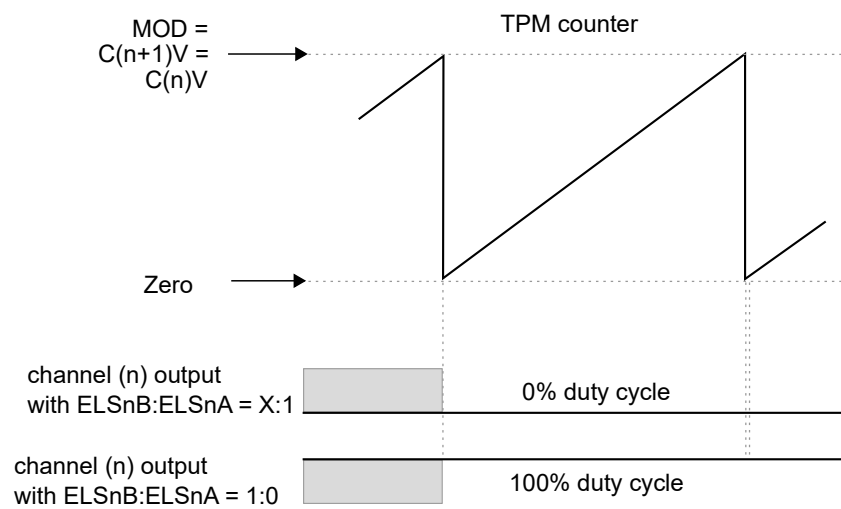 MOD =
C(n+1)V =
C(n)V
TPM counter
Zero
channel (n) output
with ELSnB:ELSnA = X:1
0% duty cycle
channel (n) output
with ELSnB:ELSnA = 1:0
100% duty cycle